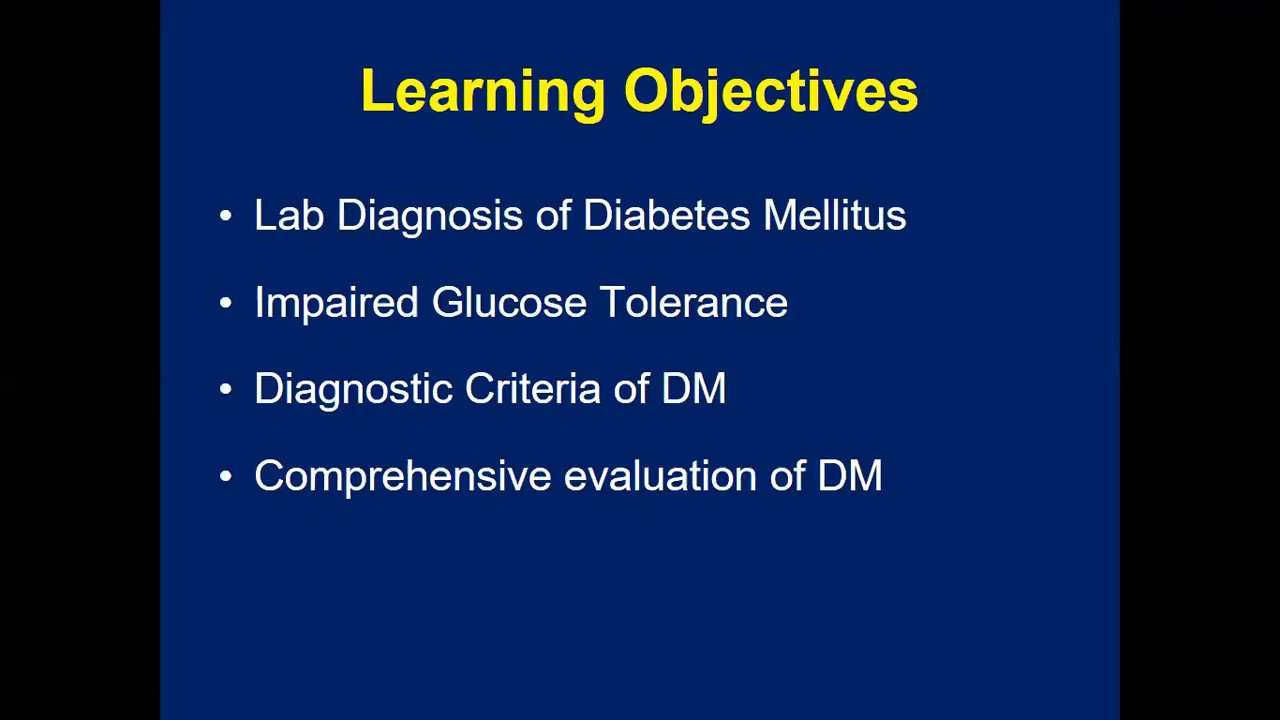 Learning Objectives
• Lab Diagnosis of Diabetes Mellitus
• Impaired Glucose Tolerance
• Diagnostic Criteria of DM
• Comprehensive evaluation of DM